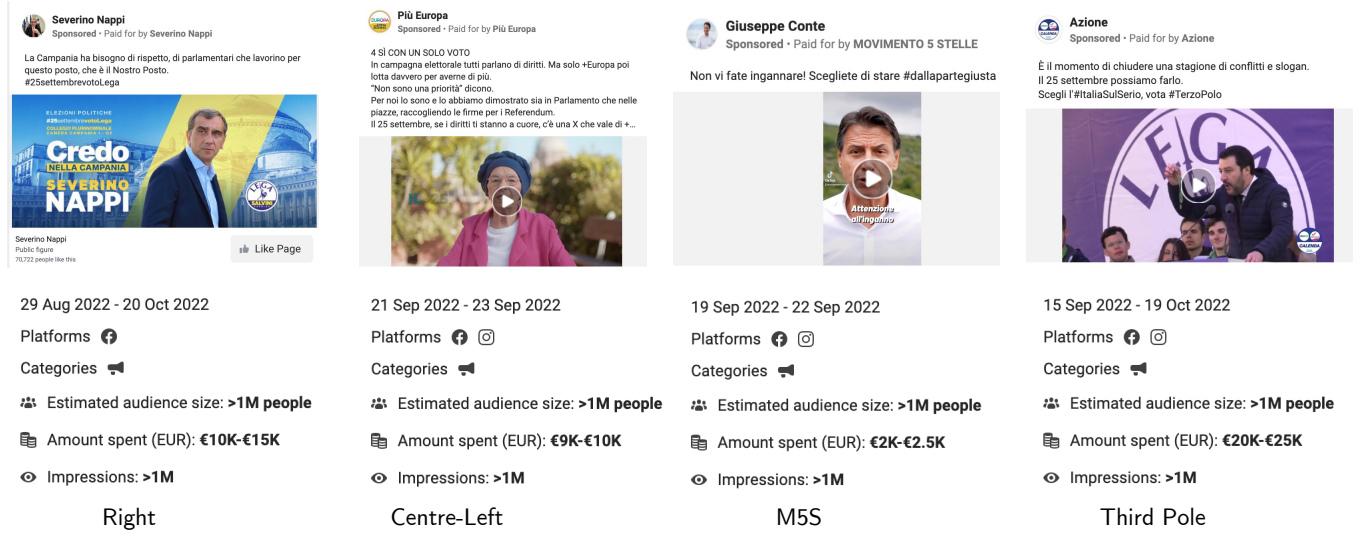 Severino Nappi
Sponsored • Paid for by Severino Nappi
La Campania ha bisogno di rispetto, di parlamentari che lavorino per
questo posto, che è il Nostro Posto.
#25settembrevotoLega
ELEZIONI POLITICHE
#25settembrevotoLega
COLLEGIO PLURINOMINALE
CAMERA CAMPANIA 1 - 02
Credo
NELLA CAMPANIA
SEVERINO
NAPPI
LEGA
SALVINI
Severino Nappi
Public figure
70,722 people like this
Like Page
29 Aug 2022 - 20 Oct 2022
Platforms
Categories
Estimated audience size: >1M people
Amount spent (EUR): €10K-€15K
Impressions: >1M
Right
EUROPA
Più Europa
Sponsored • Paid for by Più Europa
4 SÌ CON UN SOLO VOTO
In campagna elettorale tutti parlano di diritti. Ma solo +Europa poi
lotta davvero per averne di più.
“Non sono una priorità” dicono.
Per noi lo sono e lo abbiamo dimostrato sia in Parlamento che nelle
piazze, raccogliendo le firme per i Referendum.
Il 25 settembre, se i diritti ti stanno a cuore, c’è una X che vale di +...
21 Sep 2022 - 23 Sep 2022
Platforms
Categories
Estimated audience size: >1M people
Amount spent (EUR): €9K-€10K
Impressions: >1M
Centre-Left
Giuseppe Conte
Sponsored • Paid for by MOVIMENTO 5 STELLE
Non vi fate ingannare! Scegliete di stare #dallapartegiusta
TikTok
Attenzione
all'inganno
19 Sep 2022 - 22 Sep 2022
Platforms
Categories
Estimated audience size: >1M people
Amount spent (EUR): €2K-€2.5K
Impressions: >1M
M5S
CALENDA
Azione
Sponsored • Paid for by Azione
È il momento di chiudere una stagione di conflitti e slogan.
Il 25 settembre possiamo farlo.
Scegli l'#ItaliaSulSerio, vota #TerzoPolo
LEGA
CALENDA
15 Sep 2022 - 19 Oct 2022
Platforms
Categories
Estimated audience size: >1M people
Amount spent (EUR): €20K-€25K
Impressions: >1M
Third Pole